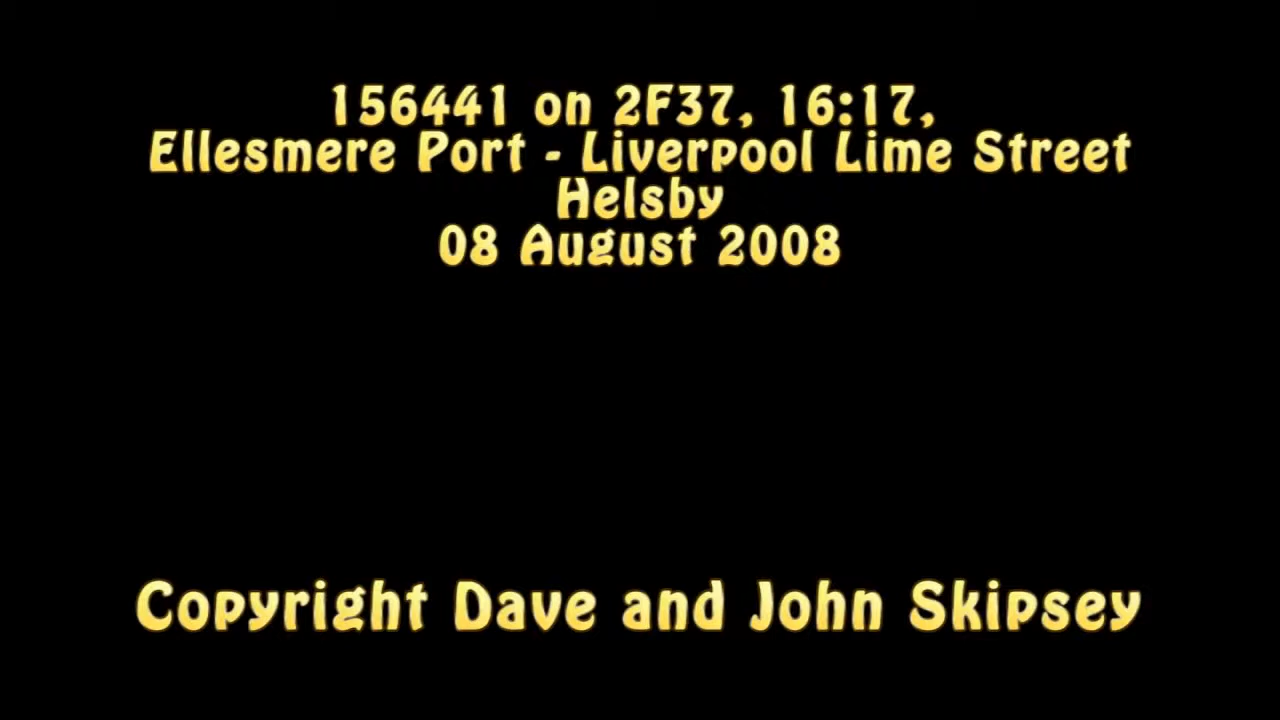 156441 on 2F37, 16:17,
Ellesmere Port - Liverpool Lime Street
Helsby
08 August 2008
Copyright Dave and John Skipsey